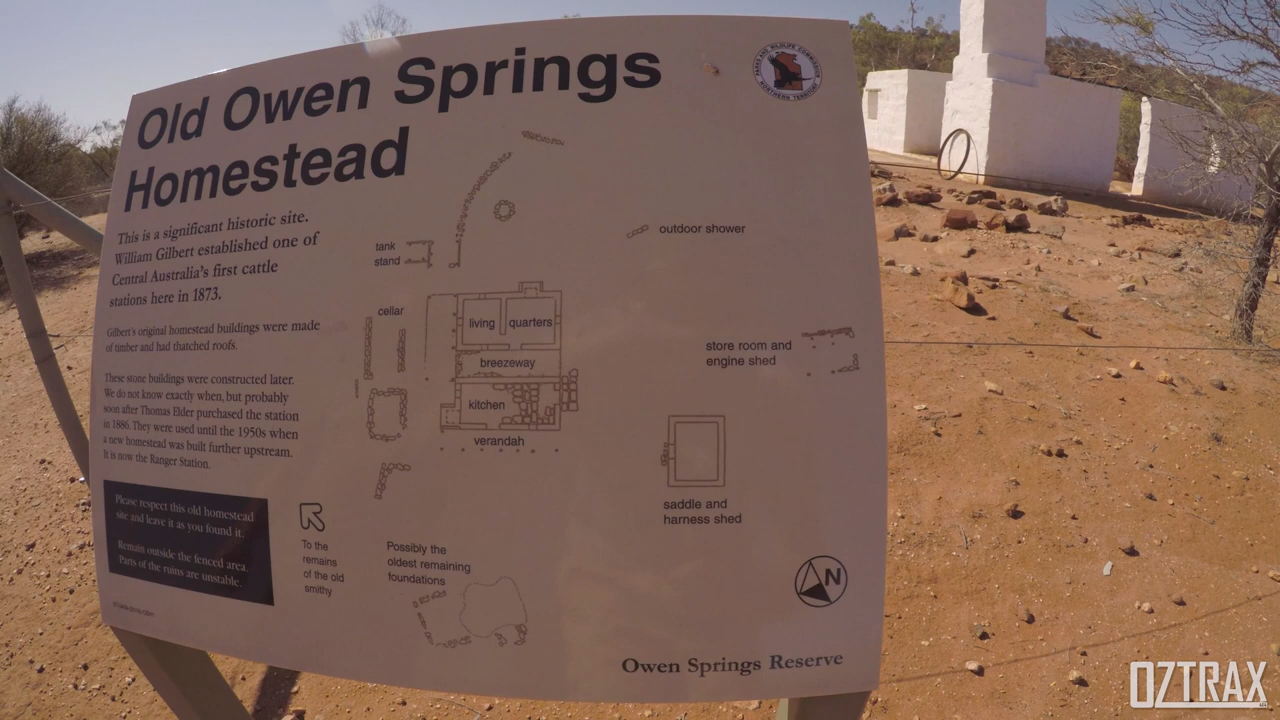 Old Owen Springs
Homestead
PARKS AND WILDLIFE COMMISSION
NORTHERN TERRITORY
This is a significant historic site.
William Gilbert established one of
Central Australia's first cattle
stations here in 1873.
Gilbert's original homestead buildings were made
of timber and had thatched roofs.
These stone buildings were constructed later.
We do not know exactly when, but probably
soon after Thomas Elder purchased the station
in 1886. They were used until the 1950s when
a new homestead was built further upstream.
It is now the Ranger Station.
Please respect this old homestead
site and leave it as you found it.
Remain outside the fenced area.
Parts of the ruins are unstable.
tank
stand
outdoor shower
cellar
living quarters
breezeway
kitchen
verandah
store room and
engine shed
saddle and
harness shed
To the
remains
of the old
smithy
Possibly the
oldest remaining
foundations
N
Owen Springs Reserve
OZTRAX